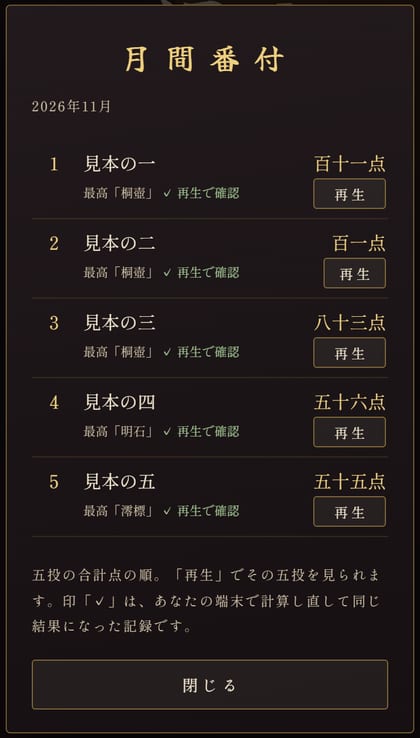 月間番付
2026年11月
1 見本の一 百十一点
最高「桐壺」 ✓ 再生で確認 再生
2 見本の二 百一点
最高「桐壺」 ✓ 再生で確認 再生
3 見本の三 八十三点
最高「桐壺」 ✓ 再生で確認 再生
4 見本の四 五十六点
最高「明石」 ✓ 再生で確認 再生
5 見本の五 五十五点
最高「澪標」 ✓ 再生で確認 再生
五投の合計点の順。「再生」でその五投を見られま
す。印「✓」は、あなたの端末で計算し直して同じ
結果になった記録です。
閉じる